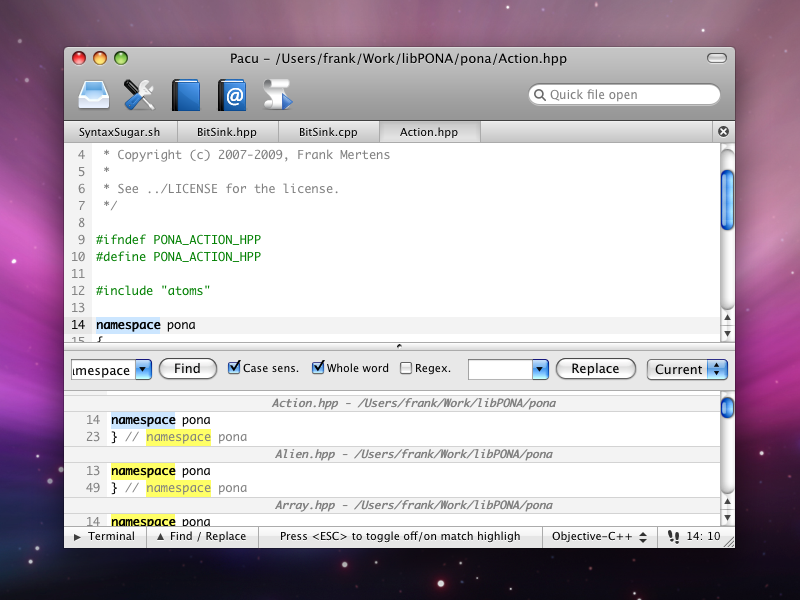 Pacu – /Users/frank/Work/libPONA/pona/Action.hpp
@
Quick file open
SyntaxSugar.sh BitSink.hpp BitSink.cpp Action.hpp
4 * Copyright (c) 2007-2009, Frank Mertens
5 *
6 * See ../LICENSE for the license.
7 */
8
9 #ifndef PONA_ACTION_HPP
10 #define PONA_ACTION_HPP
11
12 #include "atoms"
13
14 namespace pona
15 {
amespace Find Case sens. Whole word Regex. Replace Current
Action.hpp - /Users/frank/Work/libPONA/pona
14 namespace pona
23 } // namespace pona
Alien.hpp - /Users/frank/Work/libPONA/pona
13 namespace pona
49 } // namespace pona
Array.hpp - /Users/frank/Work/libPONA/pona
14 namespace pona
Terminal Find / Replace Press <ESC> to toggle off/on match highligh Objective-C++ 14: 10